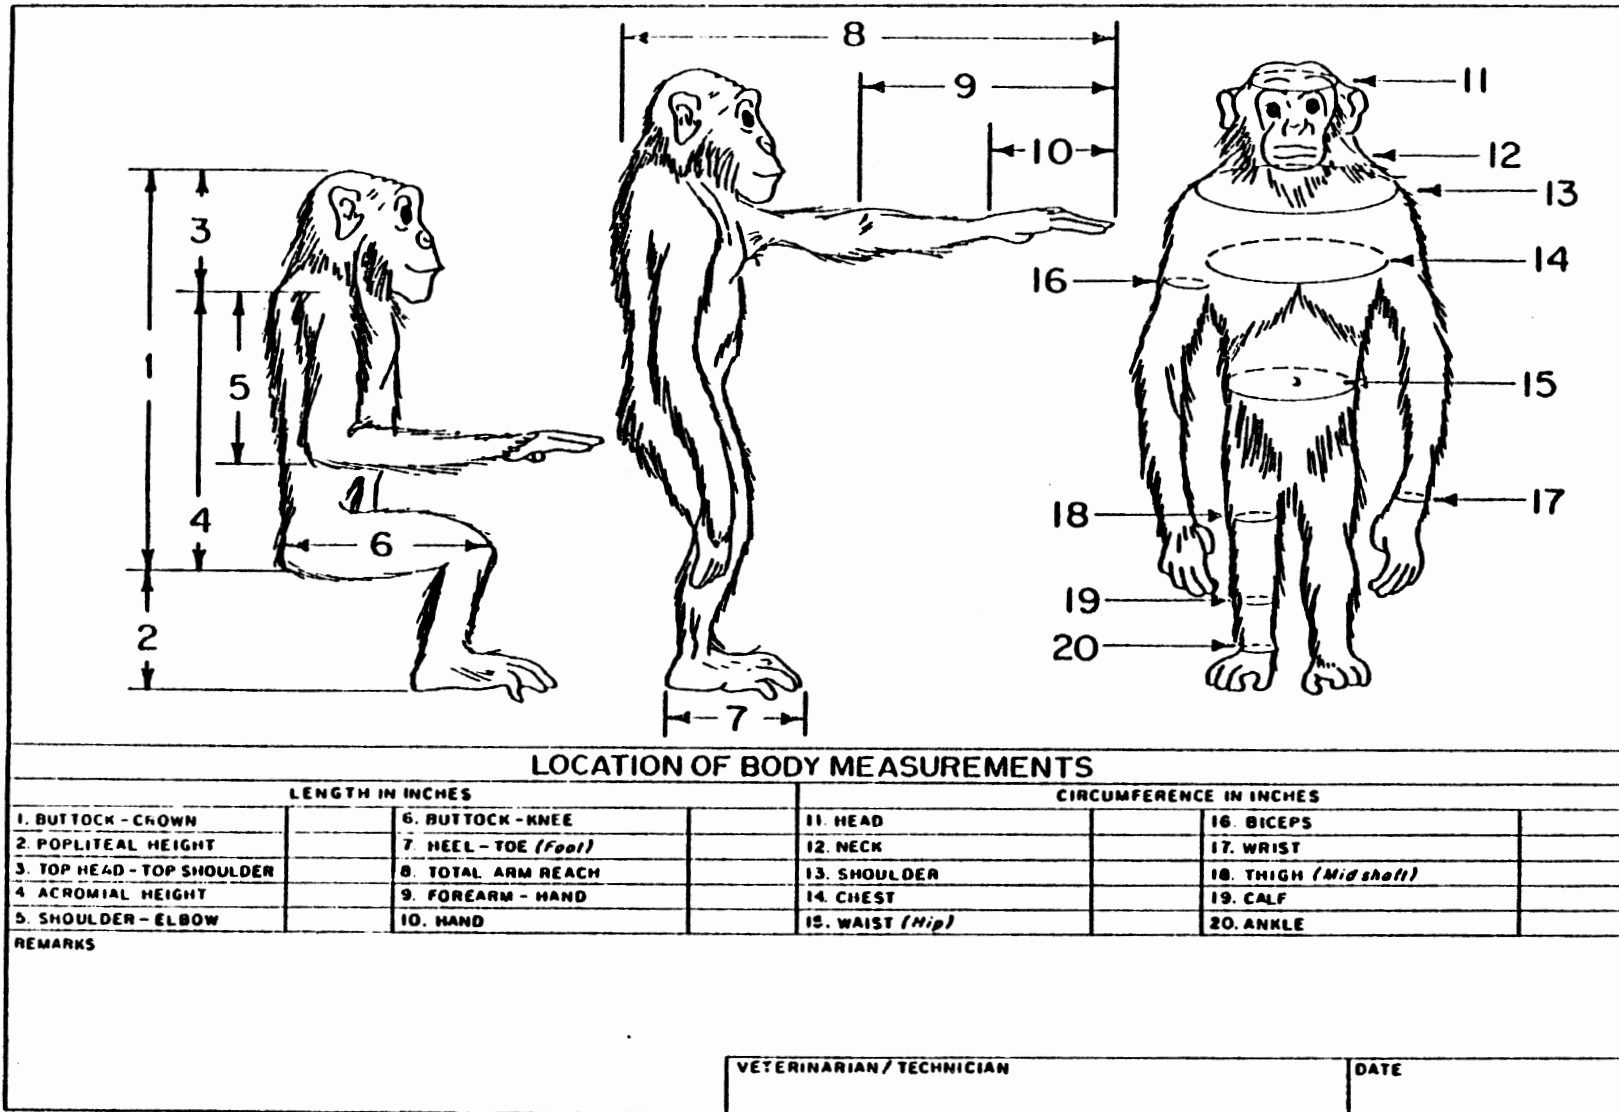 8
9
11
10
12
13
3
14
16
1
5
15
4
17
18
6
19
2
20
7
LOCATION OF BODY MEASUREMENTS
LENGTH IN INCHES CIRCUMFERENCE IN INCHES
1. BUTTOCK - CROWN 6. BUTTOCK - KNEE 11. HEAD 16. BICEPS
2. POPLITEAL HEIGHT 7. HEEL - TOE (Foot) 12. NECK 17. WRIST
3. TOP HEAD - TOP SHOULDER 8. TOTAL ARM REACH 13. SHOULDER 18. THIGH (Mid shaft)
4 ACROMIAL HEIGHT 9. FOREARM - HAND 14. CHEST 19. CALF
5. SHOULDER - ELBOW 10. HAND 15. WAIST (Hip) 20. ANKLE
REMARKS
VETERINARIAN / TECHNICIAN DATE